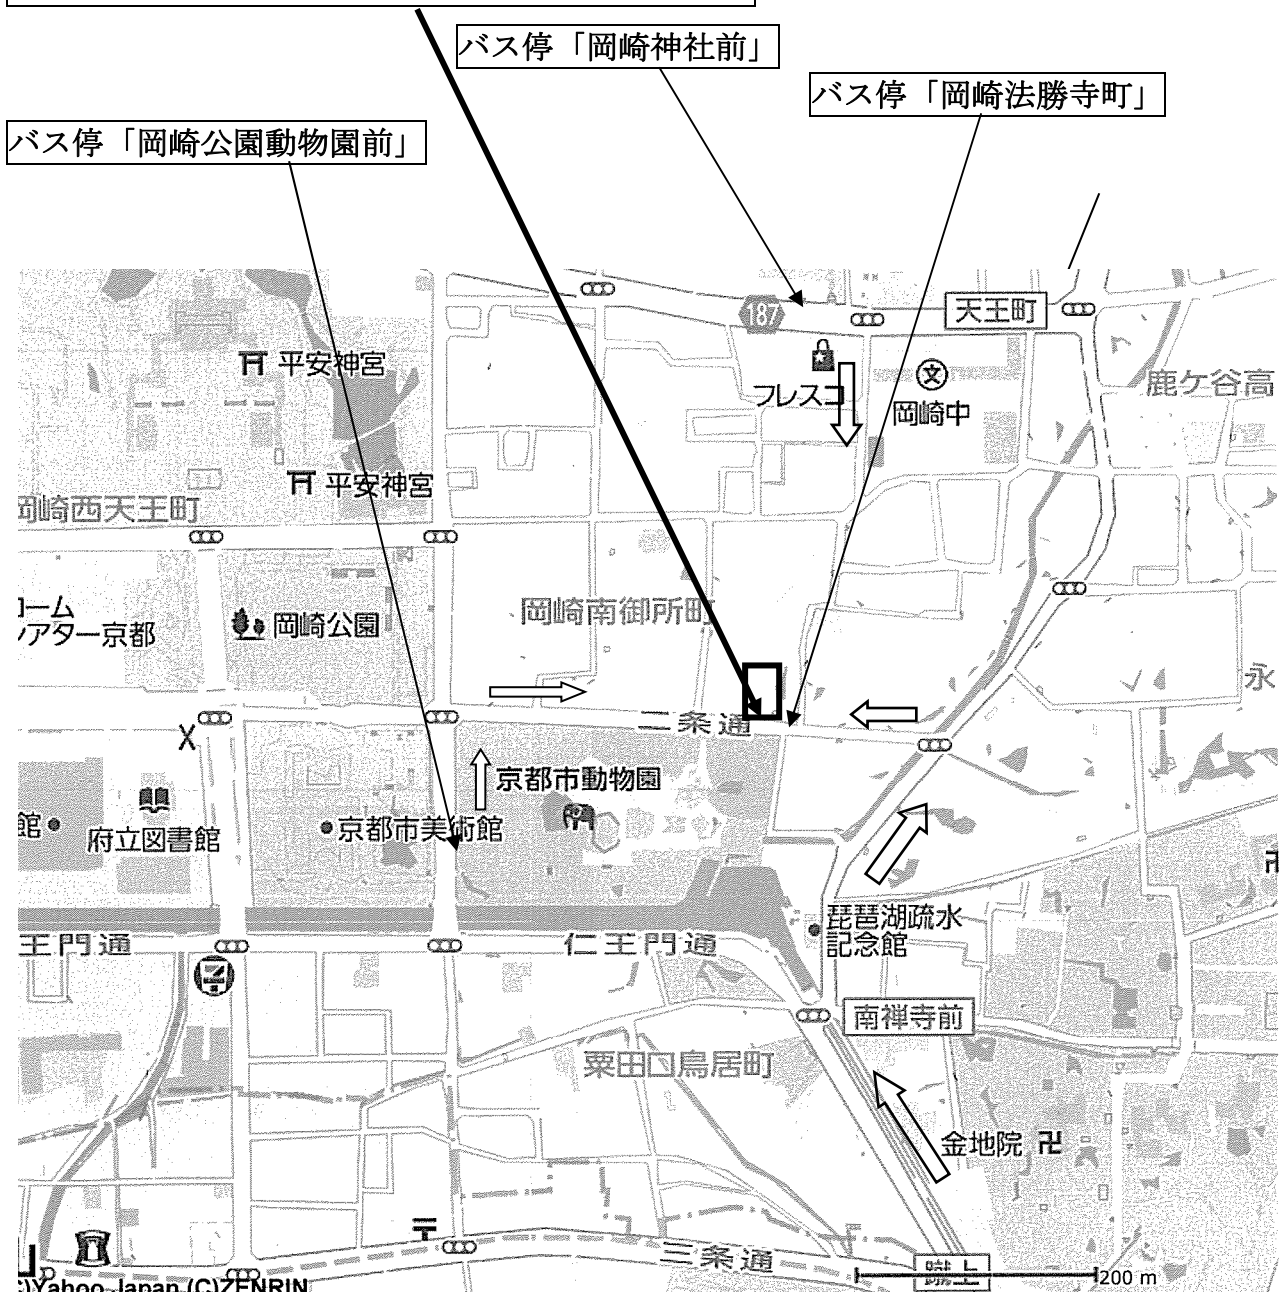 バス停「岡崎神社前」
バス停「岡崎法勝寺町」
バス停「岡崎公園動物園前」
187
天王町
平安神宮
フレスコ
文
岡崎中
鹿ケ谷高
平安神宮
岡崎西天王町
ローム
シアター京都
岡崎公園
岡崎南御所町
永
二条通
X
京都市動物園
館
府立図書館
京都市美術館
琵琶湖疏水
記念館
王門通
仁王門通
南禅寺前
粟田口鳥居町
金地院
三条通
蹴上
200 m
(C)Yahoo Japan,(C)ZENRIN